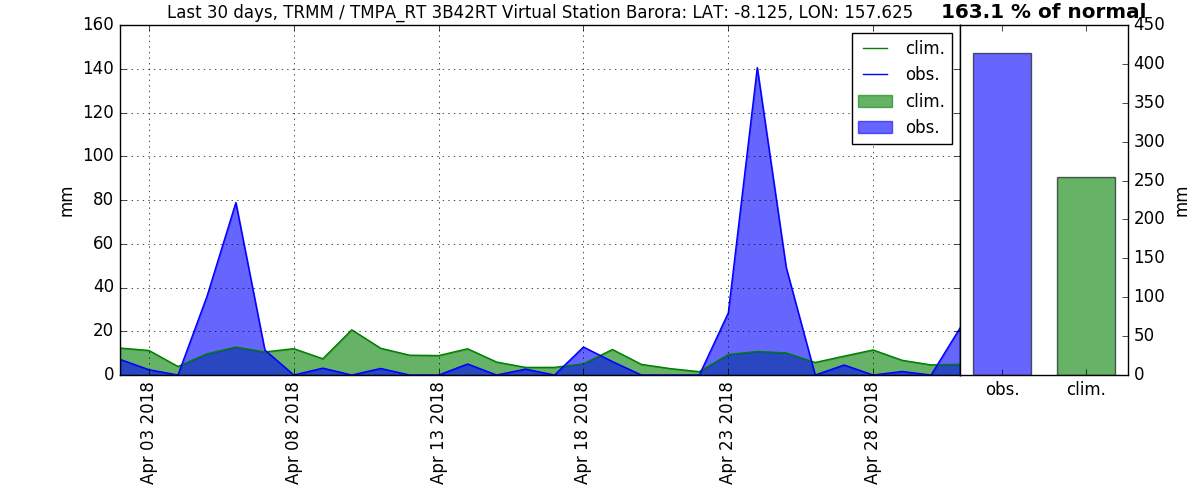 Last 30 days, TRMM / TMPA_RT 3B42RT Virtual Station Barora: LAT: -8.125, LON: 157.625
163.1 % of normal
160
140
120
100
80
60
40
20
0
mm
clim.
obs.
clim.
obs.
Apr 03 2018
Apr 08 2018
Apr 13 2018
Apr 18 2018
Apr 23 2018
Apr 28 2018
450
400
350
300
250
200
150
100
50
0
mm
obs.
clim.